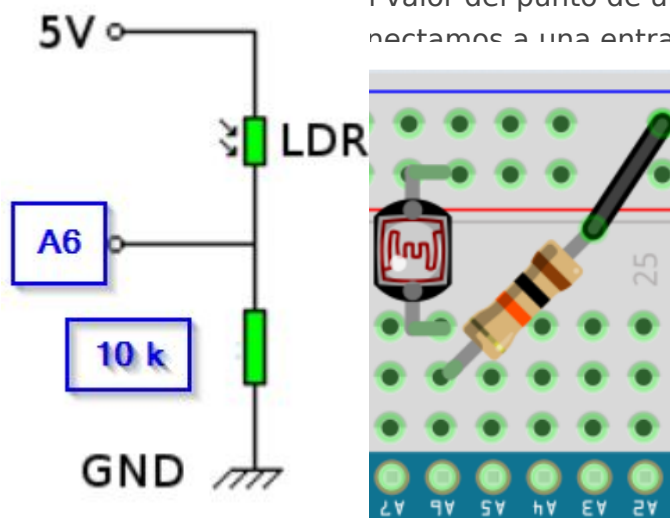 l valor del punto de u
nectamos a una entra
5V
LDR
A6
10 k
GND
25
A7 A6 A5 A4 A3 A2